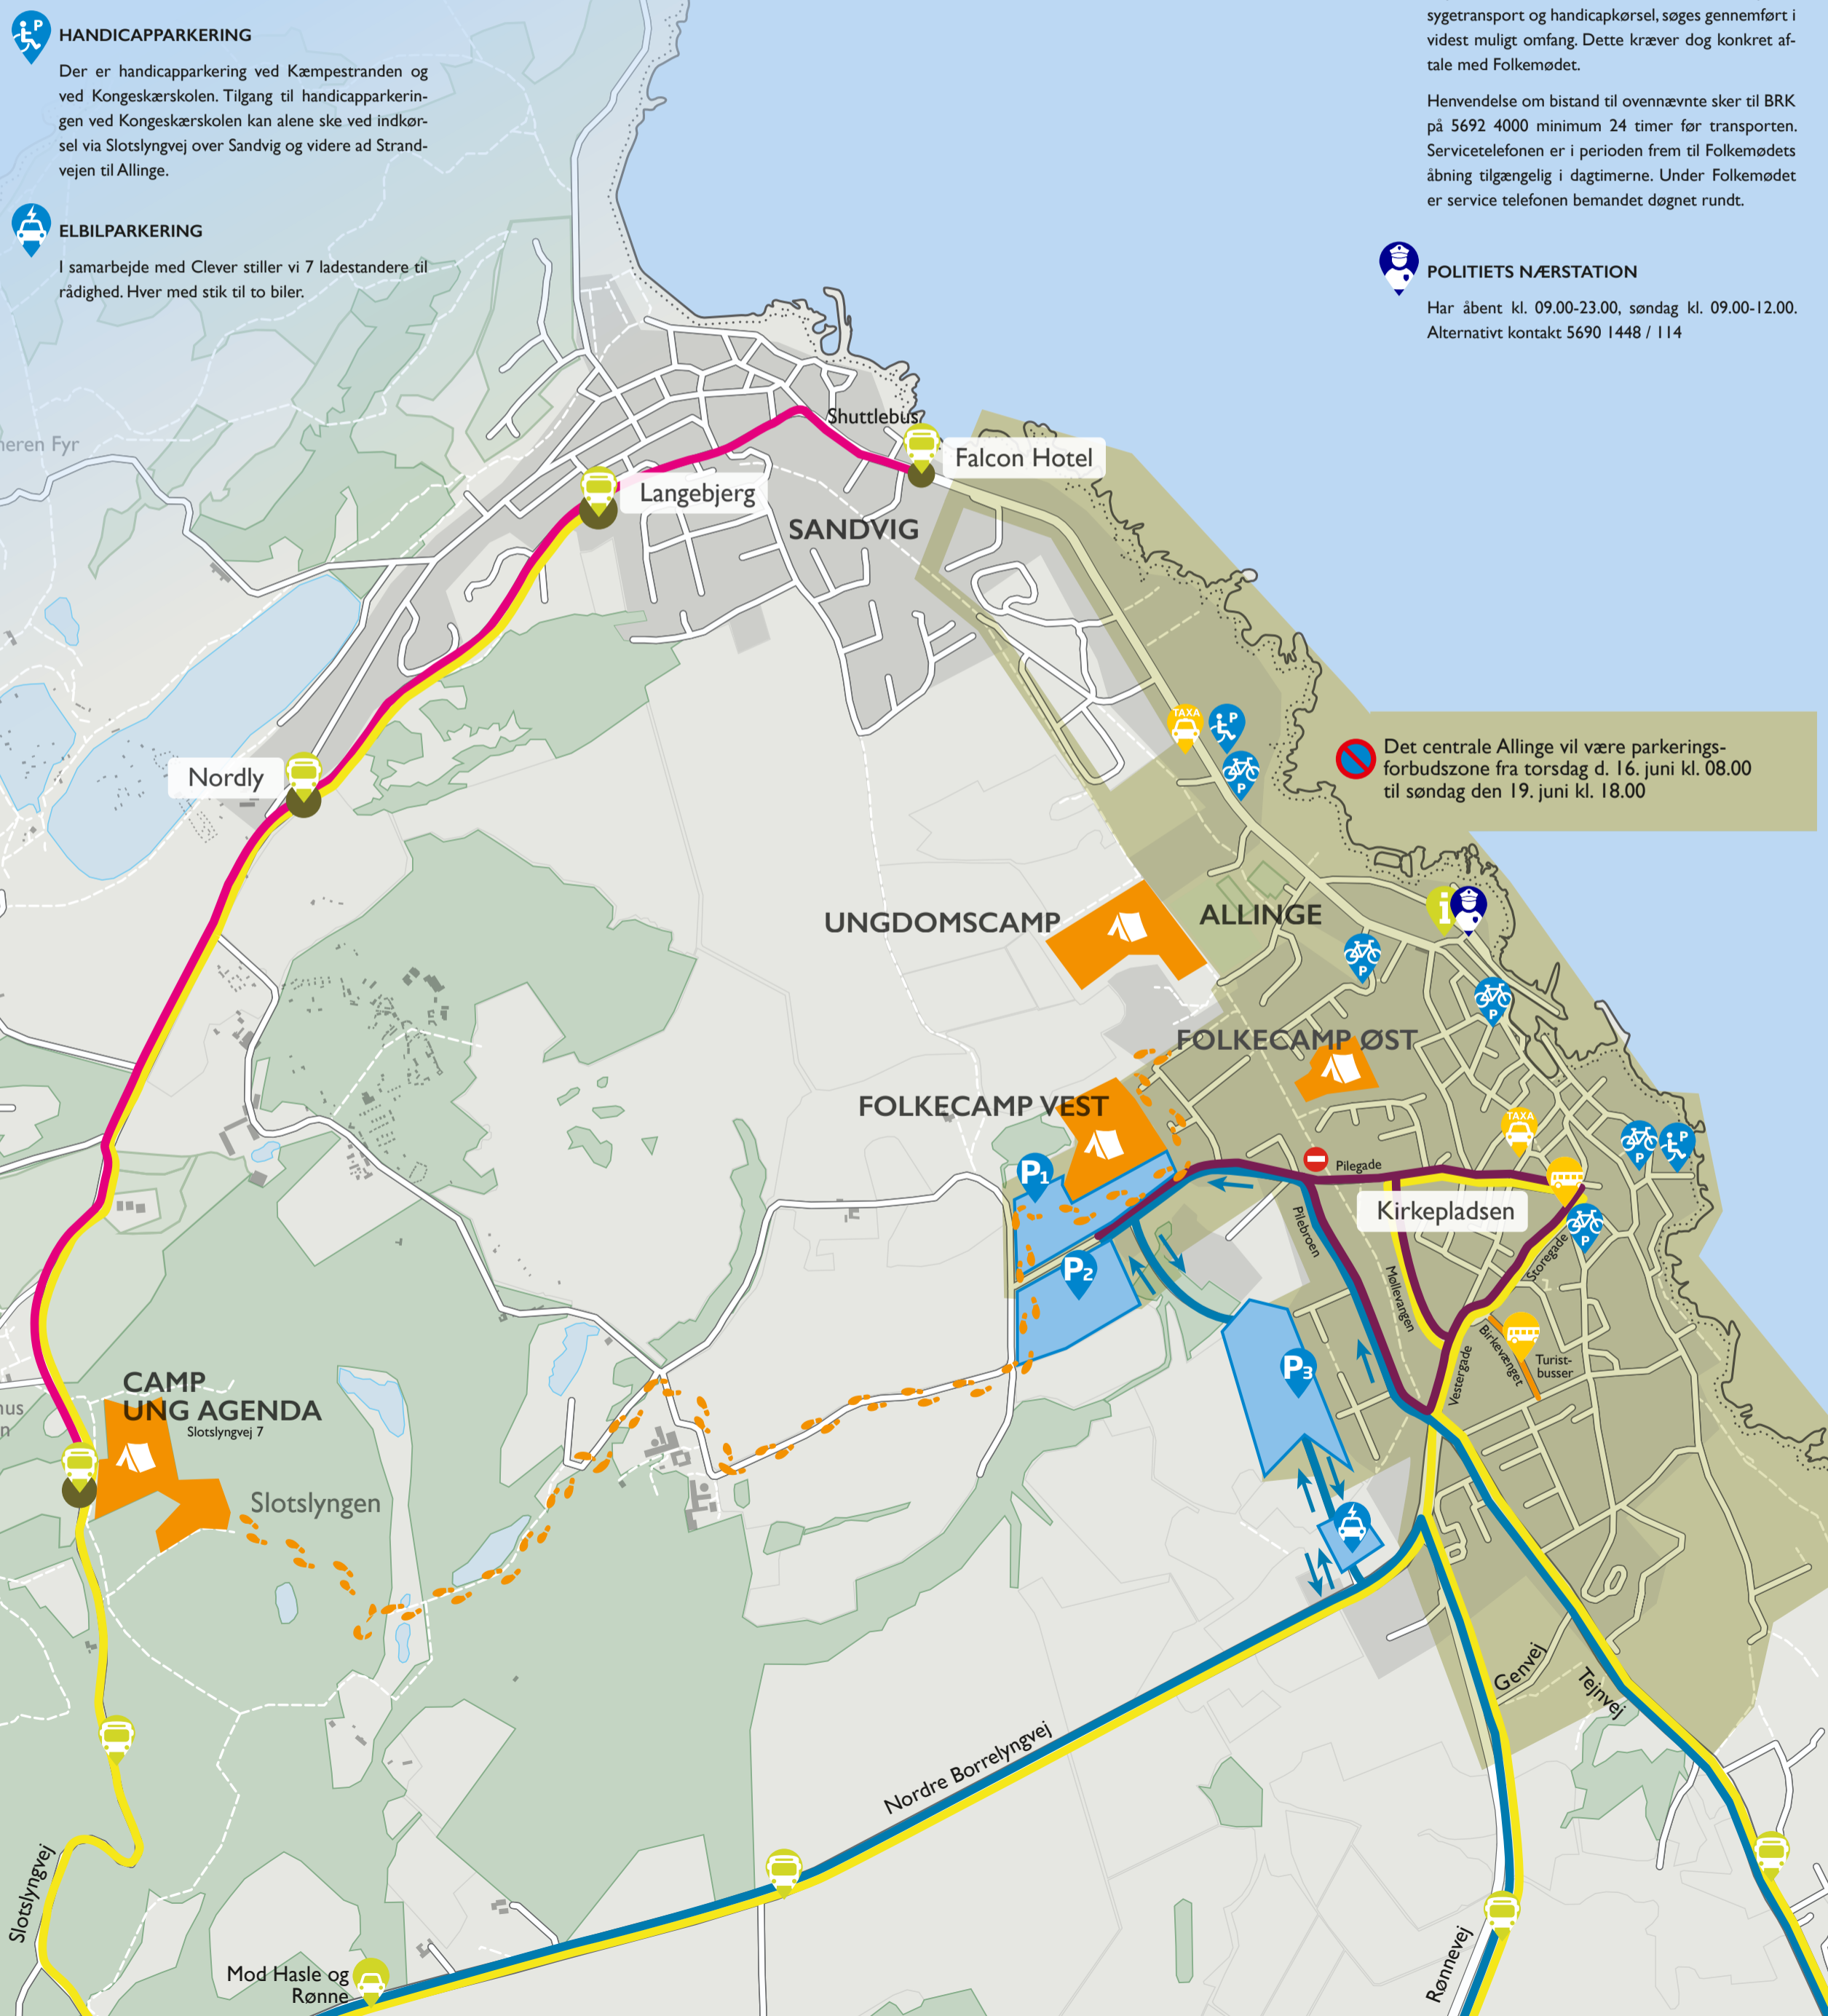 HANDICAPPARKERING
Der er handicapparkering ved Kæmpestranden og
ved Kongeskærskolen. Tilgang til handicapparkerin-
gen ved Kongeskærskolen kan alene ske ved indkør-
sel via Slotslyngvej over Sandvig og videre ad Strand-
vejen til Allinge.
ELBILPARKERING
I samarbejde med Clever stiller vi 7 ladestandere til
rådighed. Hver med stik til to biler.
sygetransport og handicapkørsel, søges gennemført i
videst muligt omfang. Dette kræver dog konkret af-
tale med Folkemødet.
Henvendelse om bistand til ovennævnte sker til BRK
på 5692 4000 minimum 24 timer før transporten.
Servicetelefonen er i perioden frem til Folkemødets
åbning tilgængelig i dagtimerne. Under Folkemødet
er service telefonen bemandet døgnet rundt.
POLITIETS NÆRSTATION
Har åbent kl. 09.00-23.00, søndag kl. 09.00-12.00.
Alternativt kontakt 5690 1448 / 114
Shuttlebus
Falcon Hotel
Langebjerg
SANDVIG
Fyr
Nordly
TAXA
P
P
Det centrale Allinge vil være parkerings-
forbudszone fra torsdag d. 16. juni kl. 08.00
til søndag den 19. juni kl. 18.00
UNGDOMSCAMP
ALLINGE
i
P
P
FOLKECAMP ØST
FOLKECAMP VEST
TAXA
P
P
P1
Pilegade
Kirkepladsen
P
P2
Pilebroen
Møllevangen
Storegade
P3
Vestergade
Birkevænget
Turist-
busser
CAMP
UNG AGENDA
Slotslyngvej 7
Slotslyngen
Genvej
Tejnvej
Nordre Borrelyngvej
Slotslyngvej
Rønnevej
Mod Hasle og
Rønne